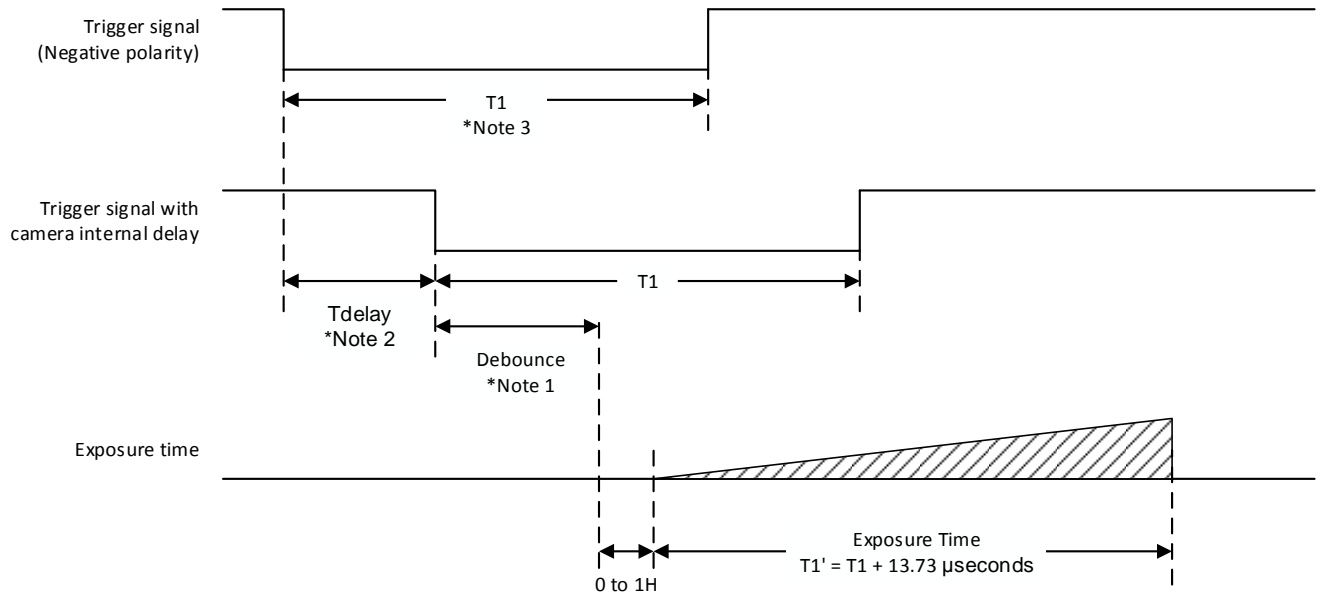 Trigger signal
(Negative polarity)
T1
*Note 3
Trigger signal with
camera internal delay
T1
Tdelay
*Note 2
Debounce
*Note 1
Exposure time
Exposure Time
T1' = T1 + 13.73 µseconds
0 to 1H